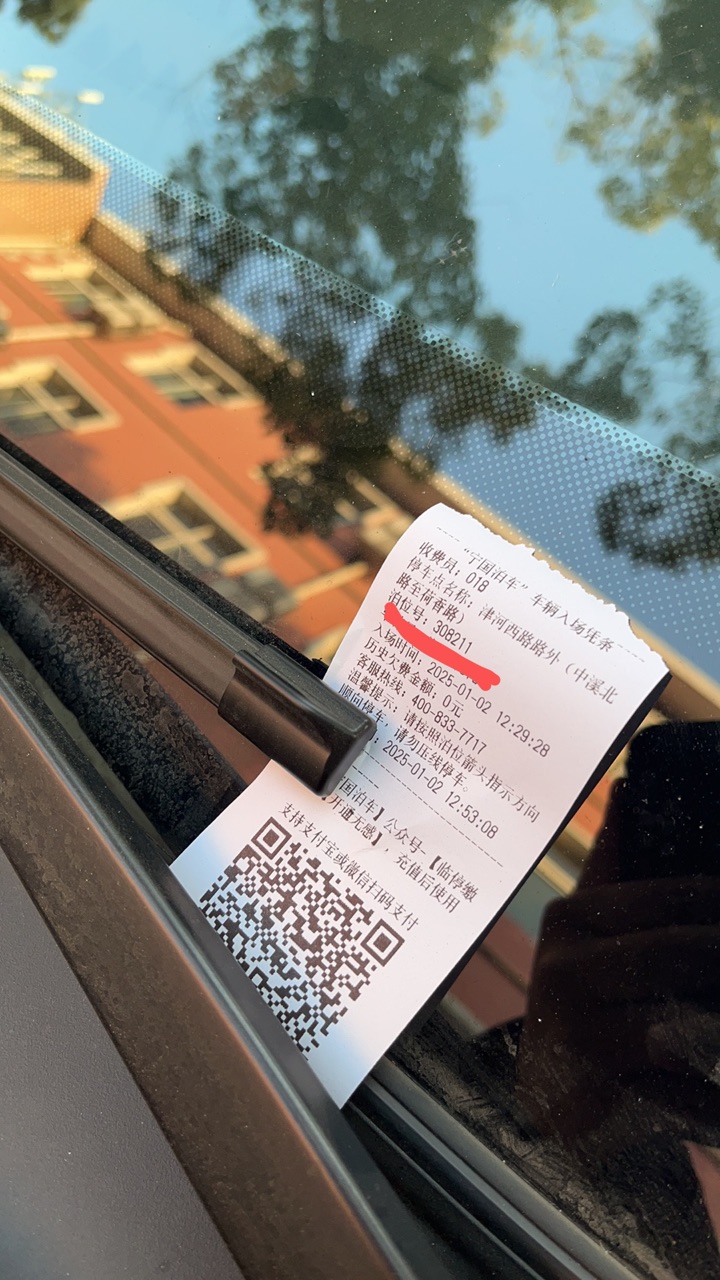 "宁国泊车"车辆入场凭条
收费员：018
停车点名称：津河西路路外（中溪北
路至荷香路）
泊位号：308211
入场时间：2025-01-02 12:29:28
历史欠费金额：0元
客服热线：400-833-7717
温馨提示：请按照泊位箭头指示方向
顺向停车，请勿压线停车。
：2025-01-02 12:53:08
国泊车】公众号-【临停缴
开通无感】，充值后使用
支持支付宝或微信扫码支付